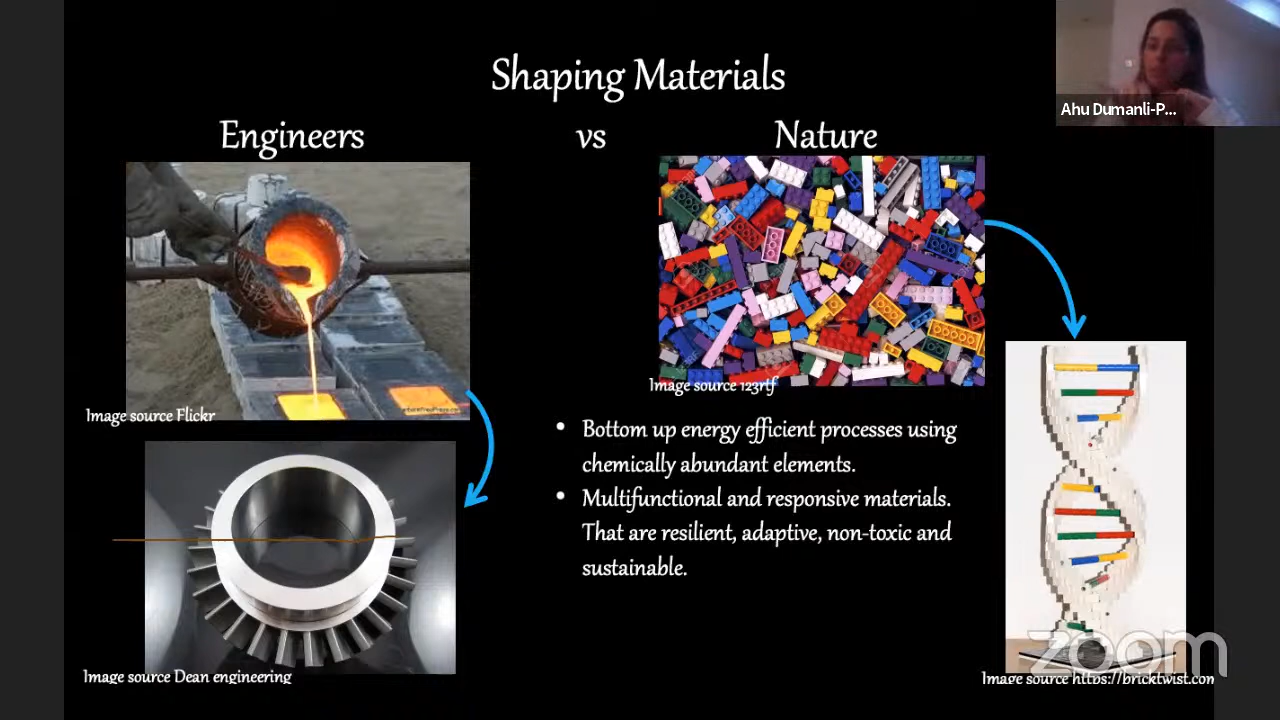 Shaping Materials
Engineers vs Nature
Ahu Dumanli-P...
Image source Flickr
Image source 123rtf
• Bottom up energy efficient processes using
chemically abundant elements.
• Multifunctional and responsive materials.
That are resilient, adaptive, non-toxic and
sustainable.
Image source Dean engineering
zoom
Image source https://bricktwist.con